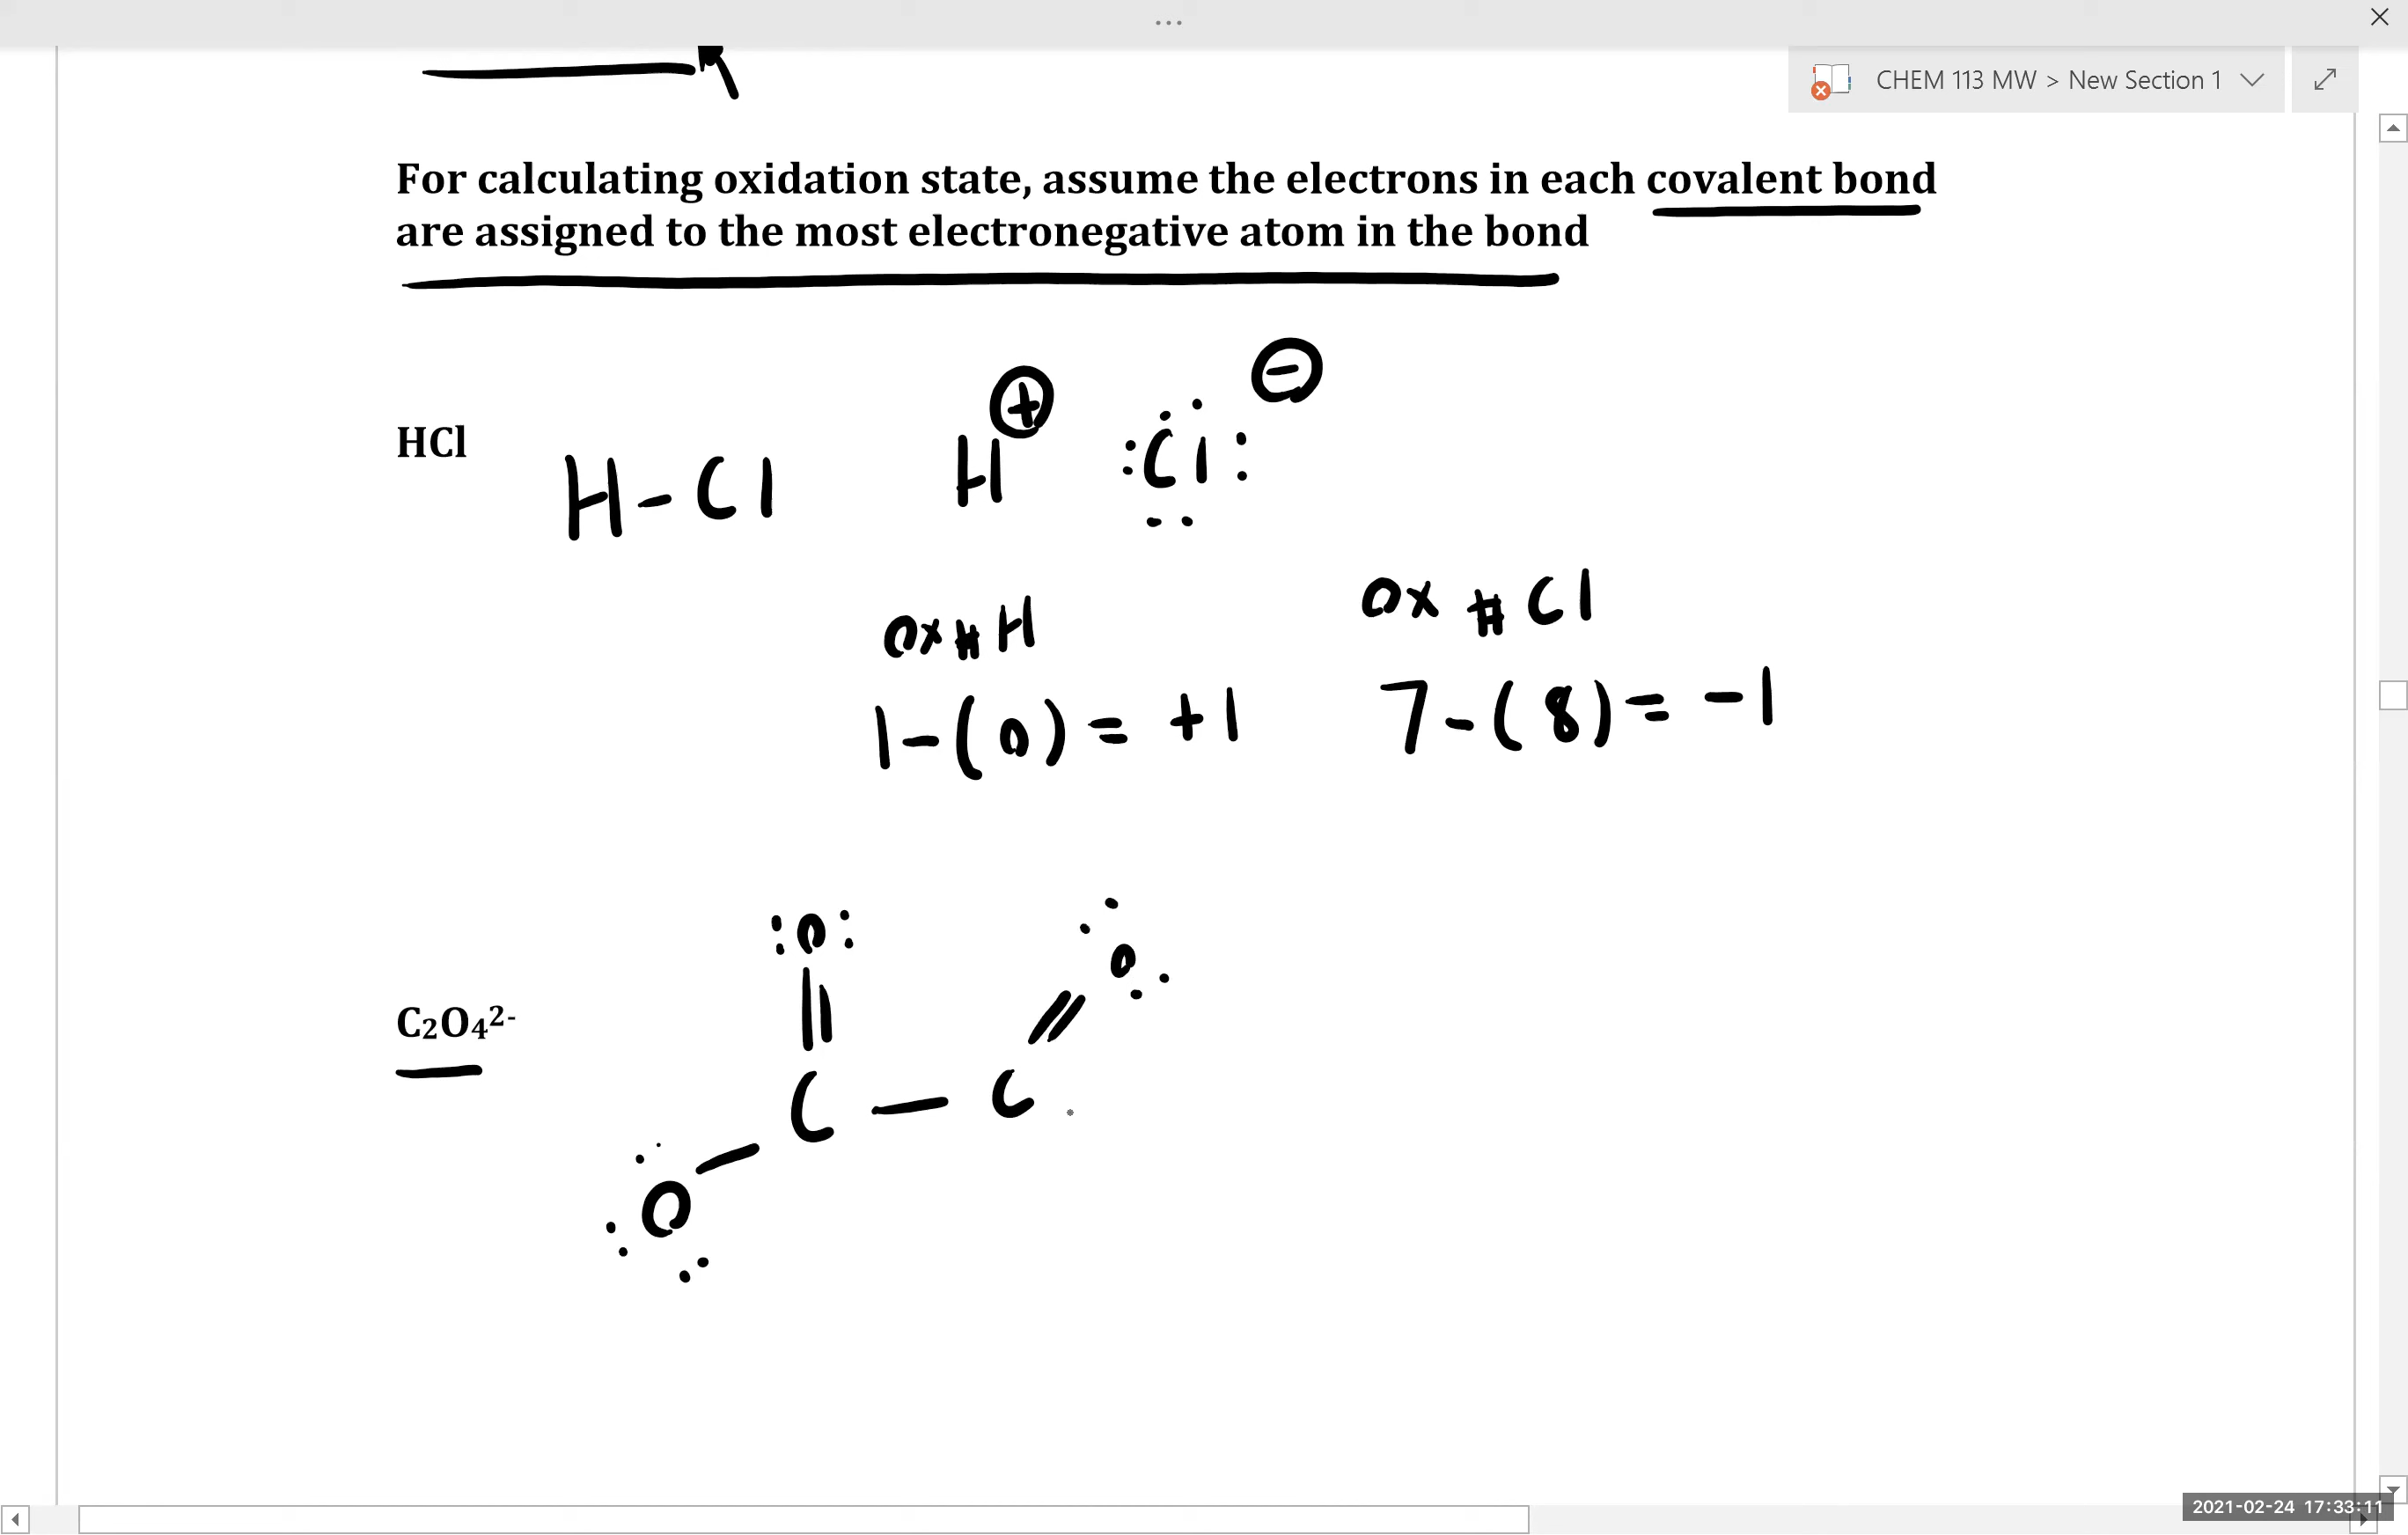 CHEM 113 MW > New Section 1
For calculating oxidation state, assume the electrons in each covalent bond
are assigned to the most electronegative atom in the bond
HCl
H-Cl
H⊕ :Cl: ⊖
ox # H
ox # Cl
1-(0)= +1
7-(8)= -1
C₂O₄²⁻
:O: O
C — C
O
2021-02-24 17:33:11